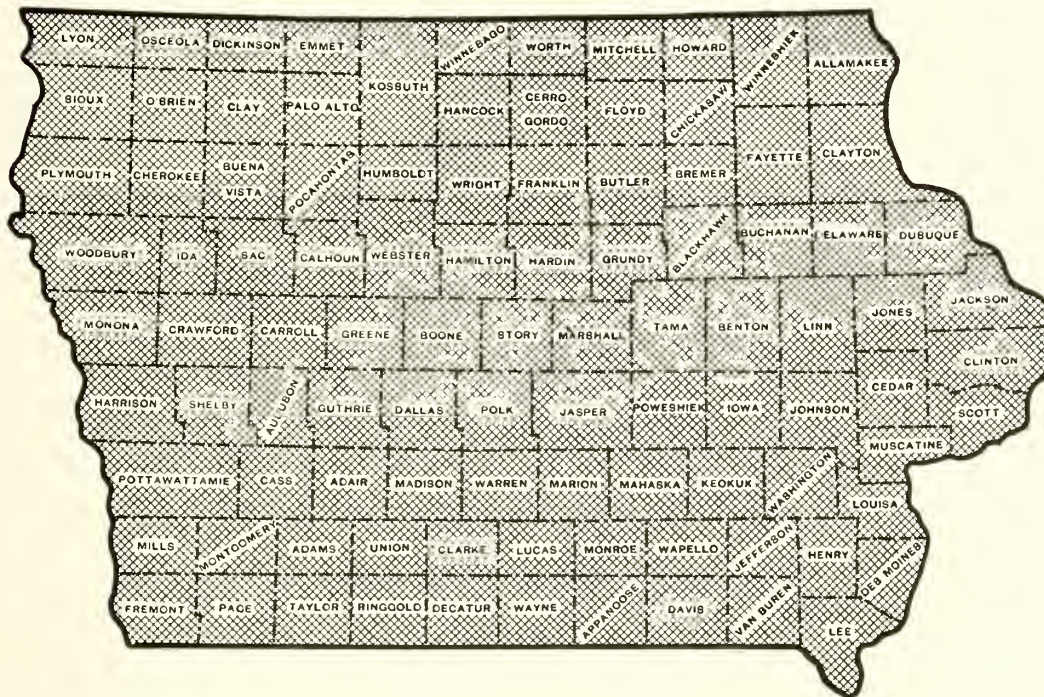 LYON OSCEOLA DICKINSON EMMET KOSSUTH WINNEBAGO WORTH MITCHELL HOWARD WINNESHIEK ALLAMAKEE
SIOUX O'BRIEN CLAY PALO ALTO HANCOCK CERRO
GORDO FLOYD CHICKASAW
PLYMOUTH CHEROKEE BUENA
VISTA POCAHONTAS HUMBOLDT WRIGHT FRANKLIN BUTLER BREMER FAYETTE CLAYTON
WOODBURY IDA SAC CALHOUN WEBSTER HAMILTON HARDIN GRUNDY BLACKHAWK BUCHANAN ELAWARE DUBUQUE
MONONA CRAWFORD CARROLL GREENE BOONE STORY MARSHALL TAMA BENTON LINN JONES JACKSON
CLINTON
HARRISON SHELBY AUDUBON GUTHRIE DALLAS POLK JASPER POWESHIEK IOWA JOHNSON CEDAR SCOTT
MUSCATINE
POTTAWATTAMIE CASS ADAIR MADISON WARREN MARION MAHASKA KEOKUK WASHINGTON LOUISA
MILLS MONTGOMERY ADAMS UNION CLARKE LUCAS MONROE WAPELLO JEFFERSON HENRY DES MOINES
FREMONT PAGE TAYLOR RINGGOLD DECATUR WAYNE APPANOOSE DAVIS VAN BUREN LEE